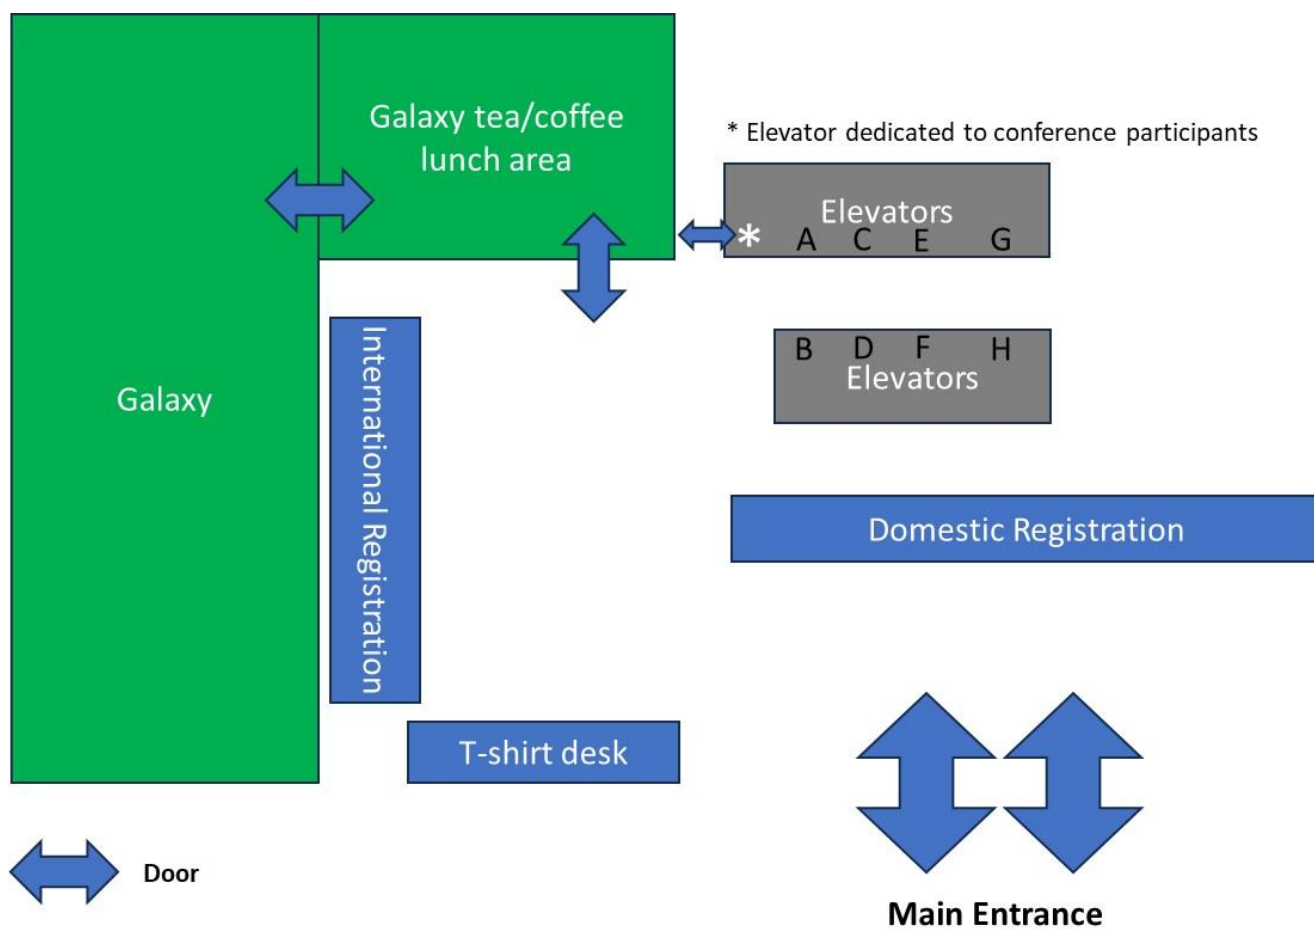 Galaxy tea/coffee
lunch area
* Elevator dedicated to conference participants
Elevators
* A C E G
Galaxy
International Registration
B D F H
Elevators
Domestic Registration
T-shirt desk
Door
Main Entrance